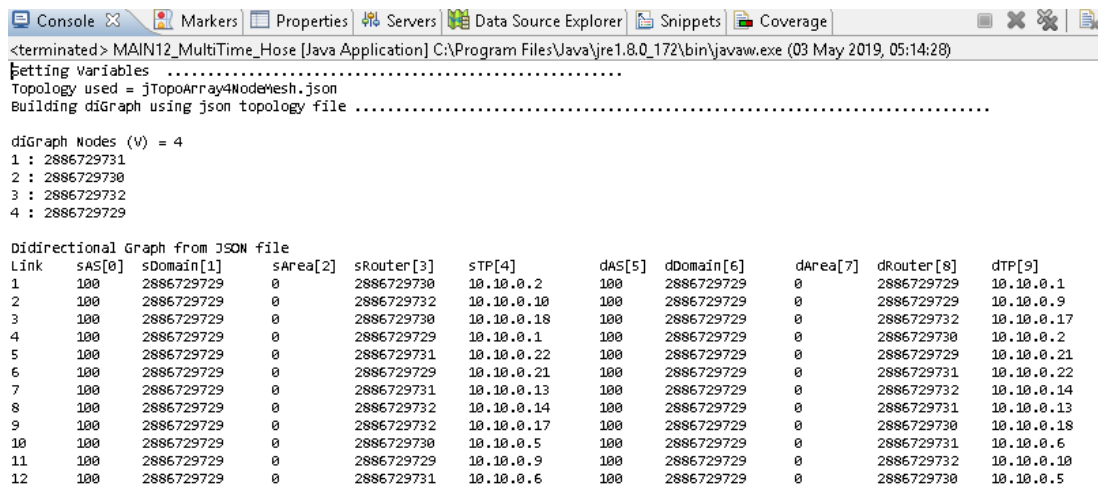 Console Markers Properties Servers Data Source Explorer Snippets Coverage
<terminated> MAIN12_MultiTime_Hose [Java Application] C:\Program Files\Java\jre1.8.0_172\bin\javaw.exe (03 May 2019, 05:14:28)
Setting Variables ........................................................
Topology used = jTopoArray4NodeMesh.json
Building diGraph using json topology file ..............................................................................
diGraph Nodes (V) = 4
1 : 2886729731
2 : 2886729730
3 : 2886729732
4 : 2886729729
Didirectional Graph from JSON file
Link sAS[0] sDomain[1] sArea[2] sRouter[3] sTP[4] dAS[5] dDomain[6] dArea[7] dRouter[8] dTP[9]
1 100 2886729729 0 2886729730 10.10.0.2 100 2886729729 0 2886729729 10.10.0.1
2 100 2886729729 0 2886729732 10.10.0.10 100 2886729729 0 2886729729 10.10.0.9
3 100 2886729729 0 2886729730 10.10.0.18 100 2886729729 0 2886729732 10.10.0.17
4 100 2886729729 0 2886729729 10.10.0.1 100 2886729729 0 2886729730 10.10.0.2
5 100 2886729729 0 2886729731 10.10.0.22 100 2886729729 0 2886729729 10.10.0.21
6 100 2886729729 0 2886729729 10.10.0.21 100 2886729729 0 2886729731 10.10.0.22
7 100 2886729729 0 2886729731 10.10.0.13 100 2886729729 0 2886729732 10.10.0.14
8 100 2886729729 0 2886729732 10.10.0.14 100 2886729729 0 2886729731 10.10.0.13
9 100 2886729729 0 2886729732 10.10.0.17 100 2886729729 0 2886729730 10.10.0.18
10 100 2886729729 0 2886729730 10.10.0.5 100 2886729729 0 2886729731 10.10.0.6
11 100 2886729729 0 2886729729 10.10.0.9 100 2886729729 0 2886729732 10.10.0.10
12 100 2886729729 0 2886729731 10.10.0.6 100 2886729729 0 2886729730 10.10.0.5